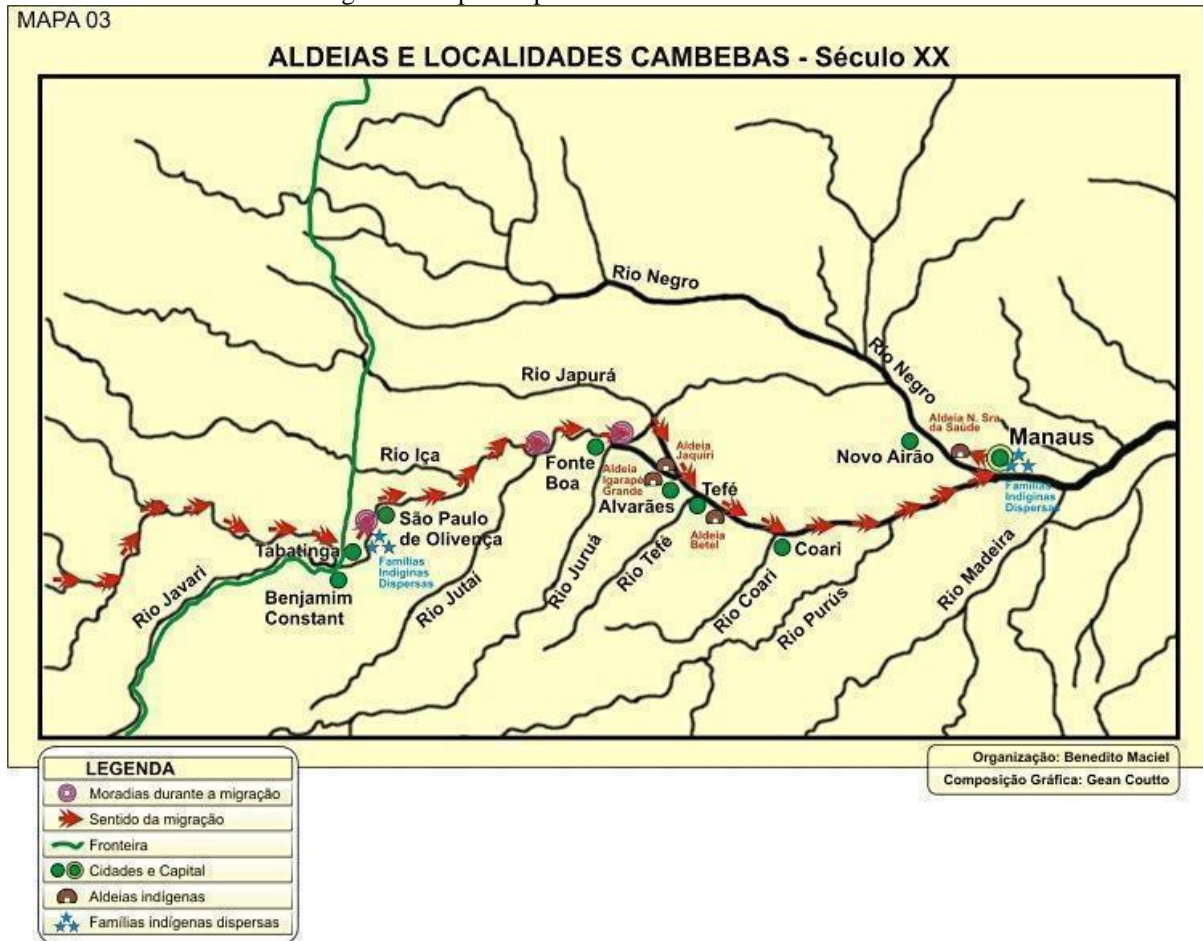 MAPA 03
ALDEIAS E LOCALIDADES CAMBEBAS - Século XX
Rio Negro
Rio Negro
Rio Japurá
Rio Içá
Aldeia N. Sra.
da Saúde
Manaus
Novo Airão
Famílias
Indíginas
Dispersas
Fonte
Boa
Aldeia
Jaquiri
Aldeia
Igarapé
Grande
Alvarães
Tefé
Aldeia
Betel
São Paulo
de Olivença
Tabatinga
Famílias
Indíginas
Dispersas
Benjamim
Constant
Coari
Rio Javari
Rio Jutaí
Rio Juruá
Rio Tefé
Rio Coari
Rio Purús
Rio Madeira
LEGENDA
Moradias durante a migração
Sentido da migração
Fronteira
Cidades e Capital
Aldeias indígenas
Famílias indígenas dispersas
Organização: Benedito Maciel
Composição Gráfica: Gean Coutto